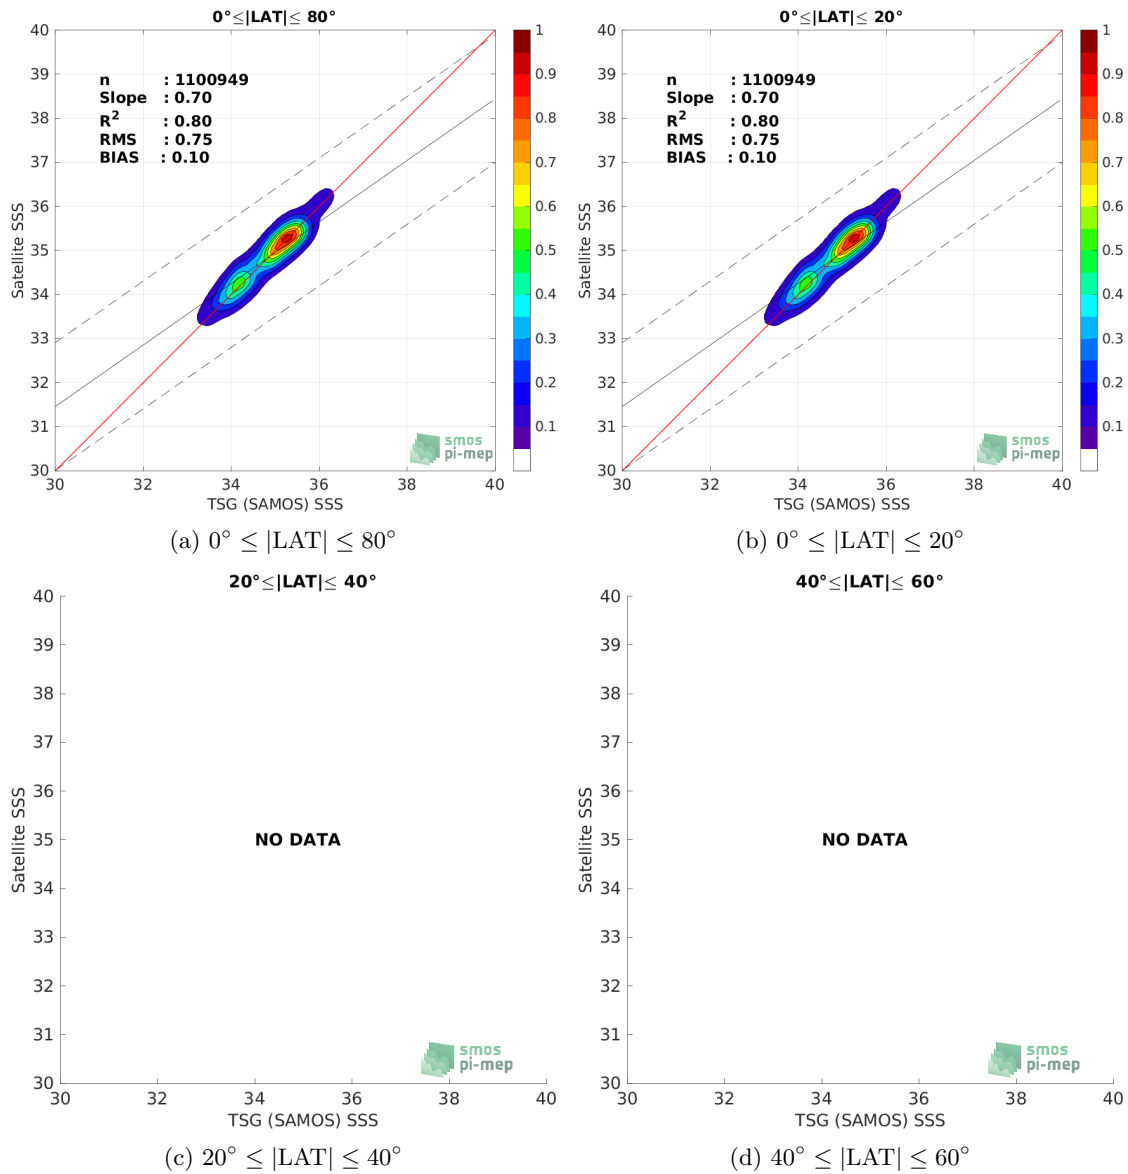 0°≤|LAT|≤ 80°
40
39
38
37
36
35
34
33
32
31
30
Satellite SSS
n : 1100949
Slope : 0.70
R2 : 0.80
RMS : 0.75
BIAS : 0.10
1
0.9
0.8
0.7
0.6
0.5
0.4
0.3
0.2
0.1
smos
pi-mep
30 32 34 36 38 40
TSG (SAMOS) SSS
(a) 0° ≤ |LAT| ≤ 80°
0°≤|LAT|≤ 20°
40
39
38
37
36
35
34
33
32
31
30
Satellite SSS
n : 1100949
Slope : 0.70
R2 : 0.80
RMS : 0.75
BIAS : 0.10
1
0.9
0.8
0.7
0.6
0.5
0.4
0.3
0.2
0.1
smos
pi-mep
30 32 34 36 38 40
TSG (SAMOS) SSS
(b) 0° ≤ |LAT| ≤ 20°
20°≤|LAT|≤ 40°
40
39
38
37
36
35
34
33
32
31
30
Satellite SSS
NO DATA
smos
pi-mep
30 32 34 36 38 40
TSG (SAMOS) SSS
(c) 20° ≤ |LAT| ≤ 40°
40°≤|LAT|≤ 60°
40
39
38
37
36
35
34
33
32
31
30
Satellite SSS
NO DATA
smos
pi-mep
30 32 34 36 38 40
TSG (SAMOS) SSS
(d) 40° ≤ |LAT| ≤ 60°